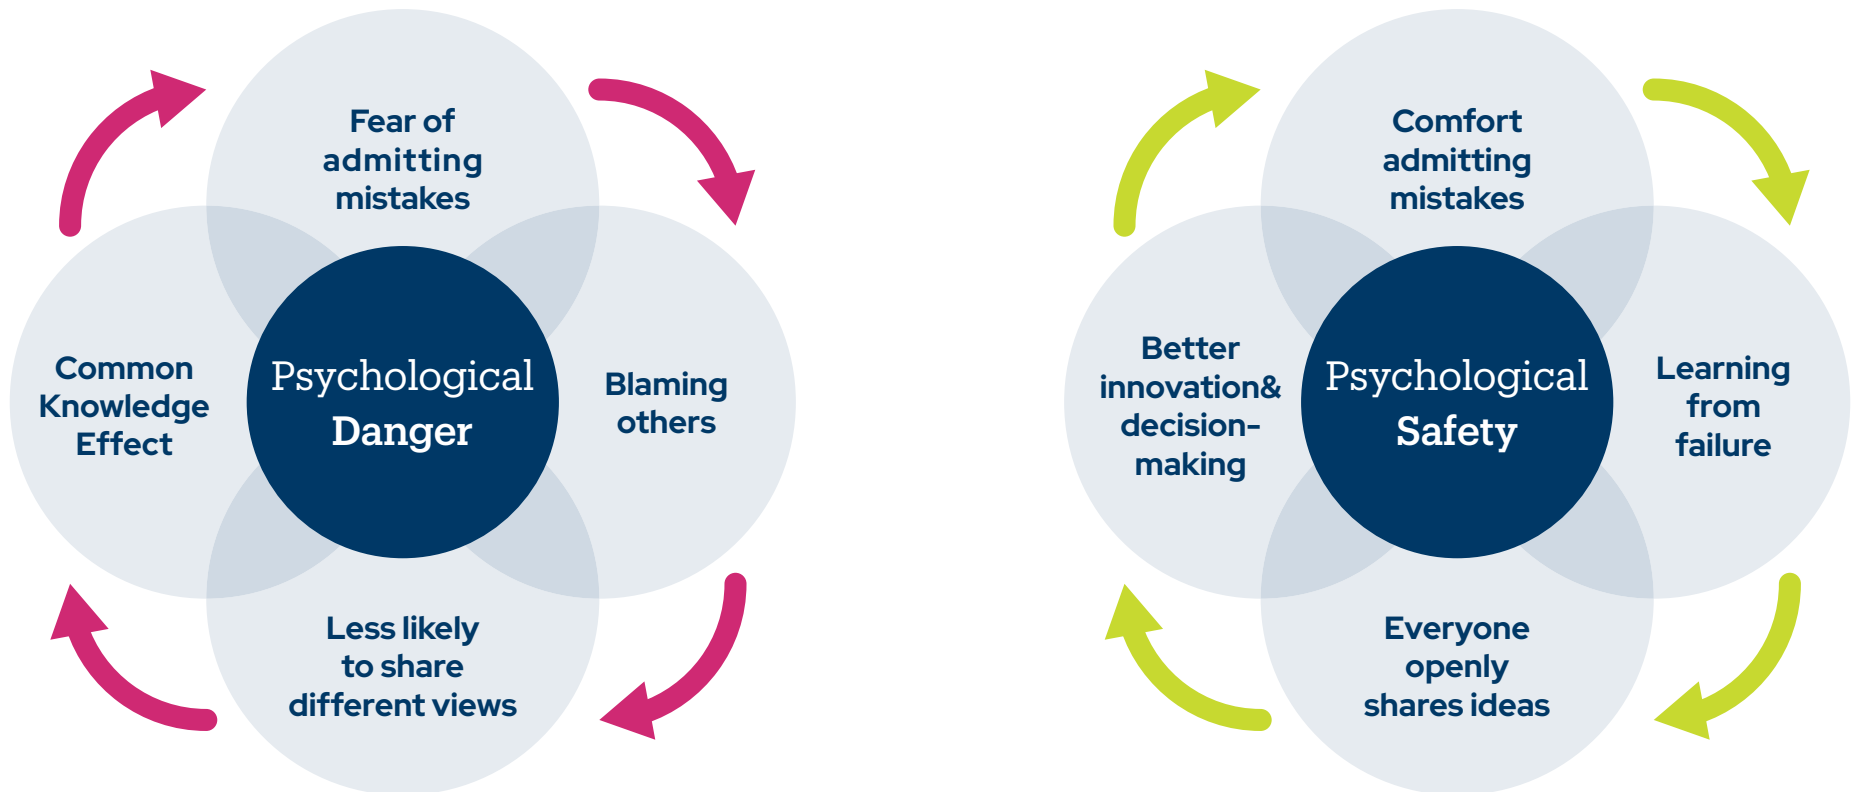 Fear of
admitting
mistakes
Common
Knowledge
Effect
Psychological
Danger
Blaming
others
Less likely
to share
different views
Comfort
admitting
mistakes
Better
innovation&
decision-
making
Psychological
Safety
Learning
from
failure
Everyone
openly
shares ideas